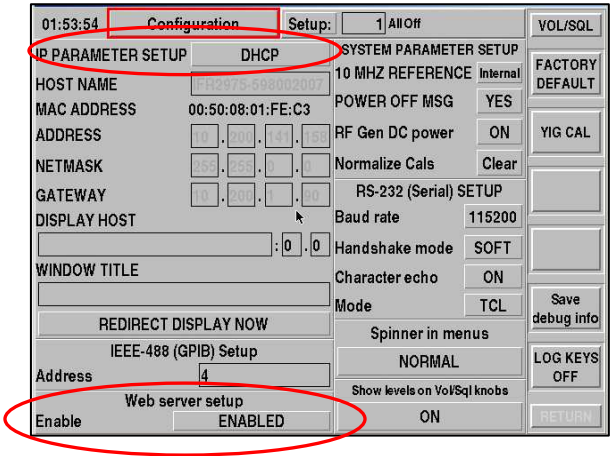 01:53:54 Configuration Setup: 1 All Off
IP PARAMETER SETUP DHCP
HOST NAME IFR2975-598002007
MAC ADDRESS 00:50:08:01:FE:C3
ADDRESS 10 . 200 . 141 . 158
NETMASK 255 . 255 . 0 . 0
GATEWAY 10 . 200 . 1 . 90
DISPLAY HOST
: 0 . 0
WINDOW TITLE
REDIRECT DISPLAY NOW
IEEE-488 (GPIB) Setup
Address 4
Web server setup
Enable ENABLED
SYSTEM PARAMETER SETUP
10 MHZ REFERENCE Internal
POWER OFF MSG YES
RF Gen DC power ON
Normalize Cals Clear
RS-232 (Serial) SETUP
Baud rate 115200
Handshake mode SOFT
Character echo ON
Mode TCL
Spinner in menus
NORMAL
Show levels on Vol/Sql knobs
ON
VOL/SQL
FACTORY
DEFAULT
YIG CAL
Save
debug info
LOG KEYS
OFF
RETURN